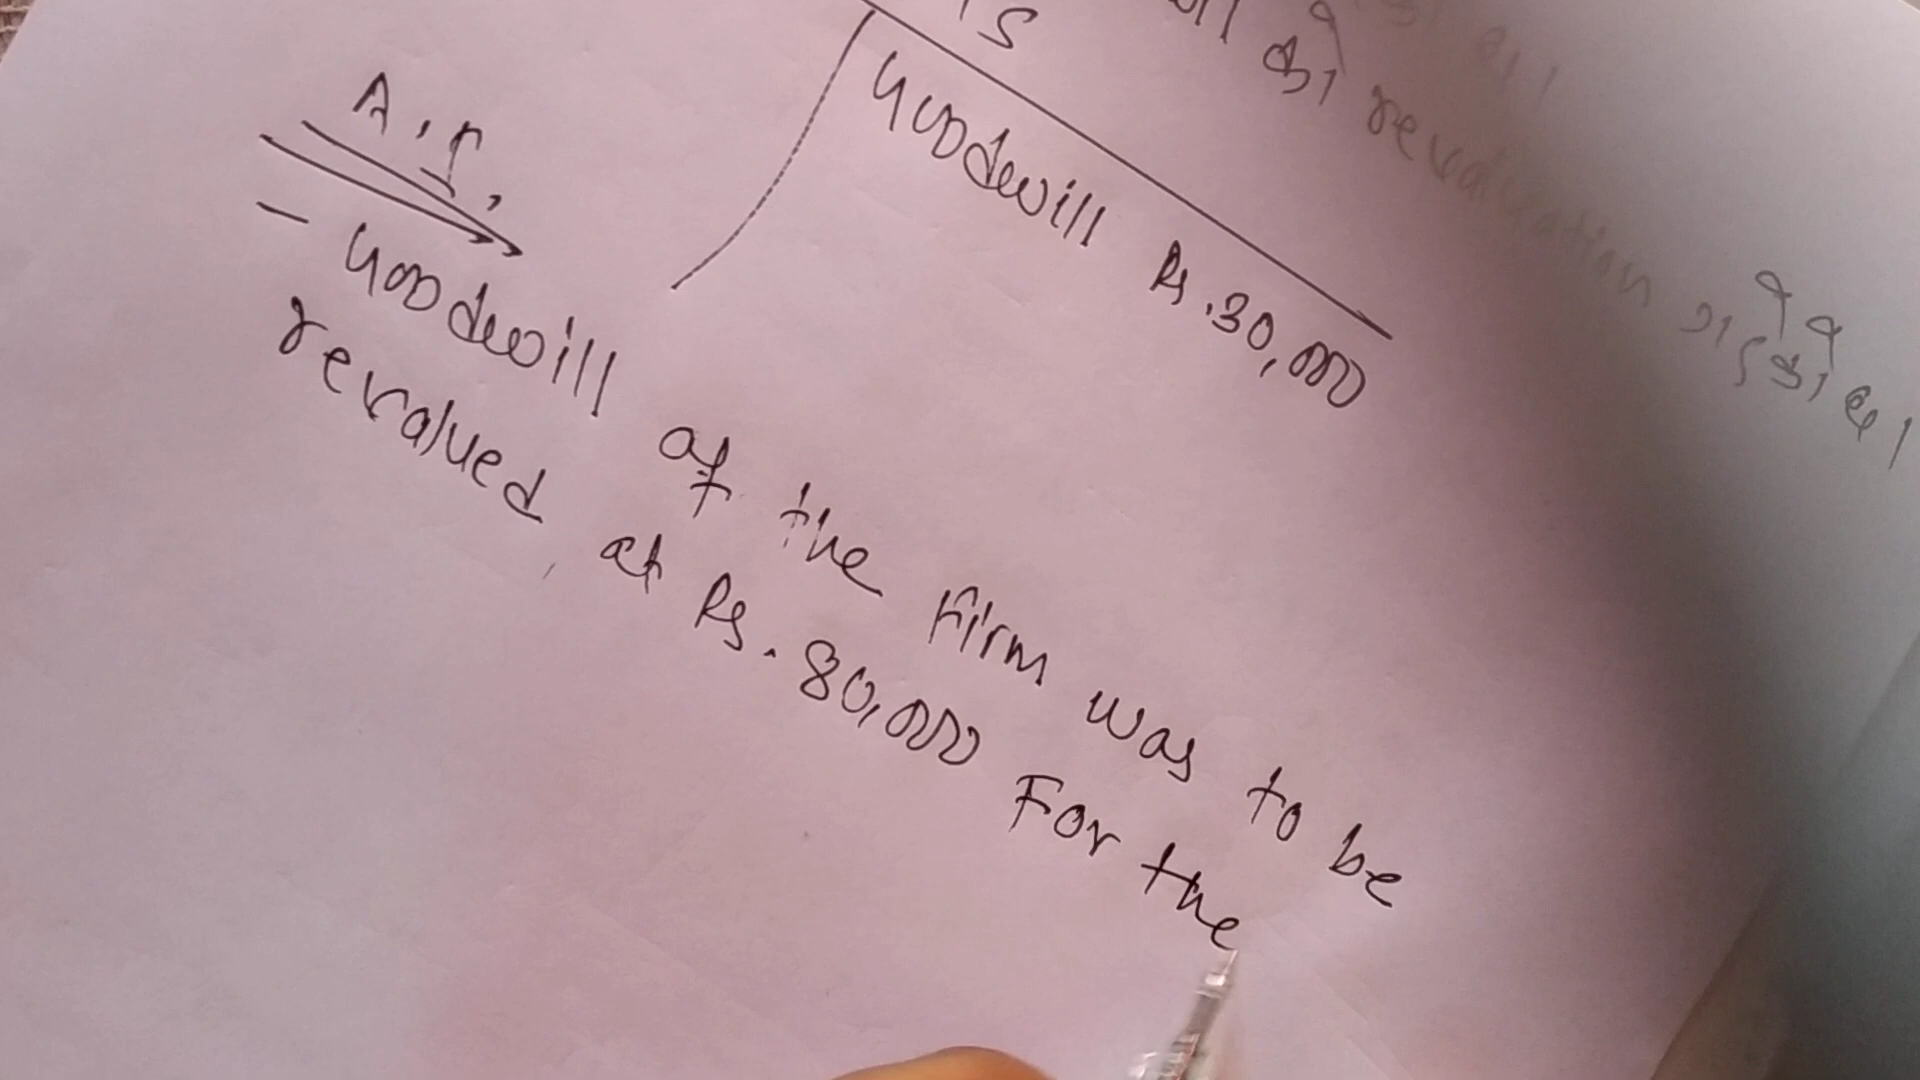 का revaluation
Goodwill Rs.30,000
A.I.
- Goodwill of the Firm was to be
revalued at Rs.80,000 For the